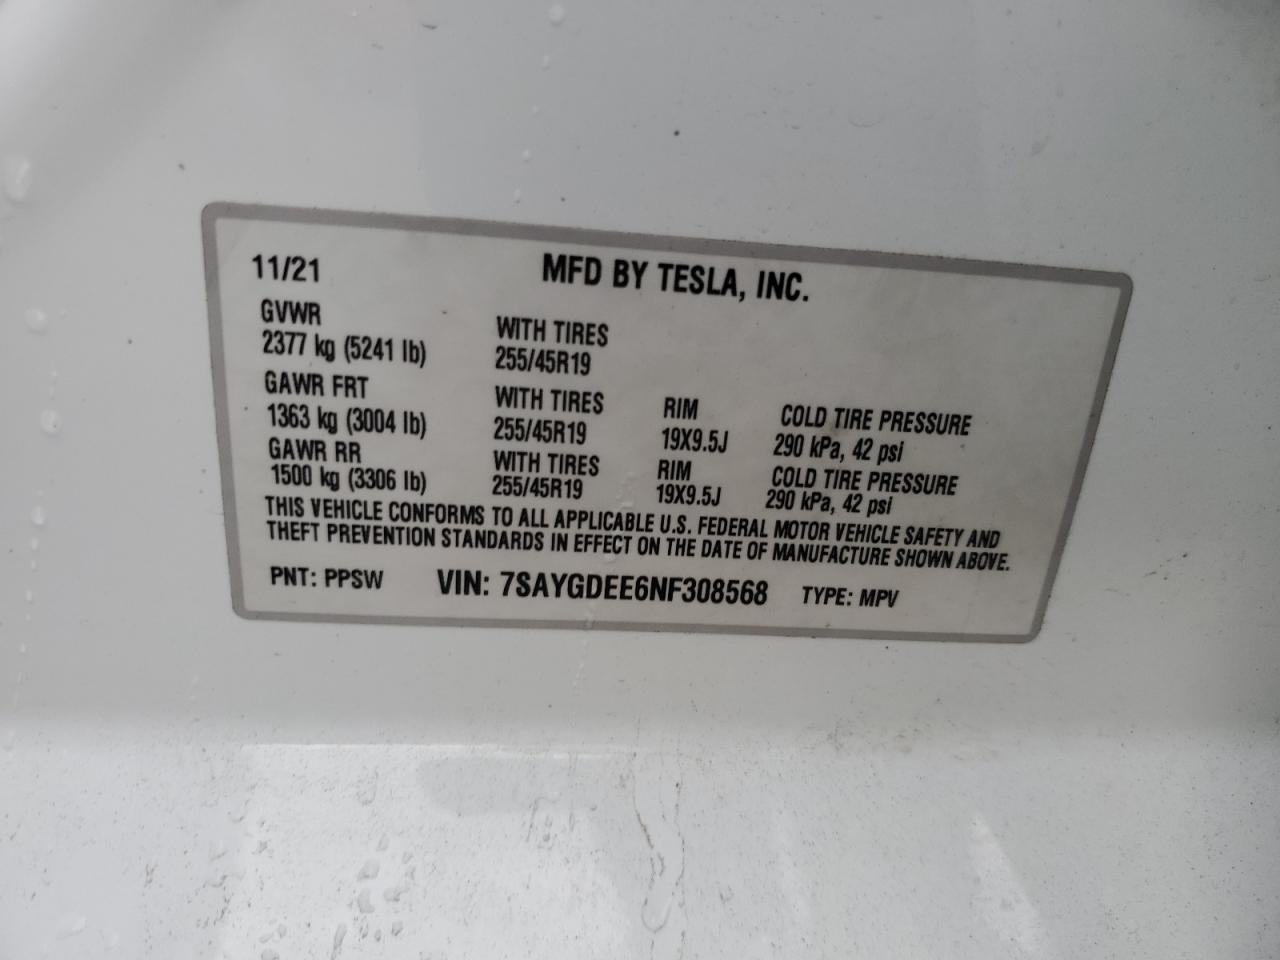 11/21 MFD BY TESLA, INC.
GVWR WITH TIRES
2377 kg (5241 lb) 255/45R19
GAWR FRT WITH TIRES RIM COLD TIRE PRESSURE
1363 kg (3004 lb) 255/45R19 19X9.5J 290 kPa, 42 psi
GAWR RR WITH TIRES RIM COLD TIRE PRESSURE
1500 kg (3306 lb) 255/45R19 19X9.5J 290 kPa, 42 psi
THIS VEHICLE CONFORMS TO ALL APPLICABLE U.S. FEDERAL MOTOR VEHICLE SAFETY AND
THEFT PREVENTION STANDARDS IN EFFECT ON THE DATE OF MANUFACTURE SHOWN ABOVE.
PNT: PPSW VIN: 7SAYGDEE6NF308568 TYPE: MPV